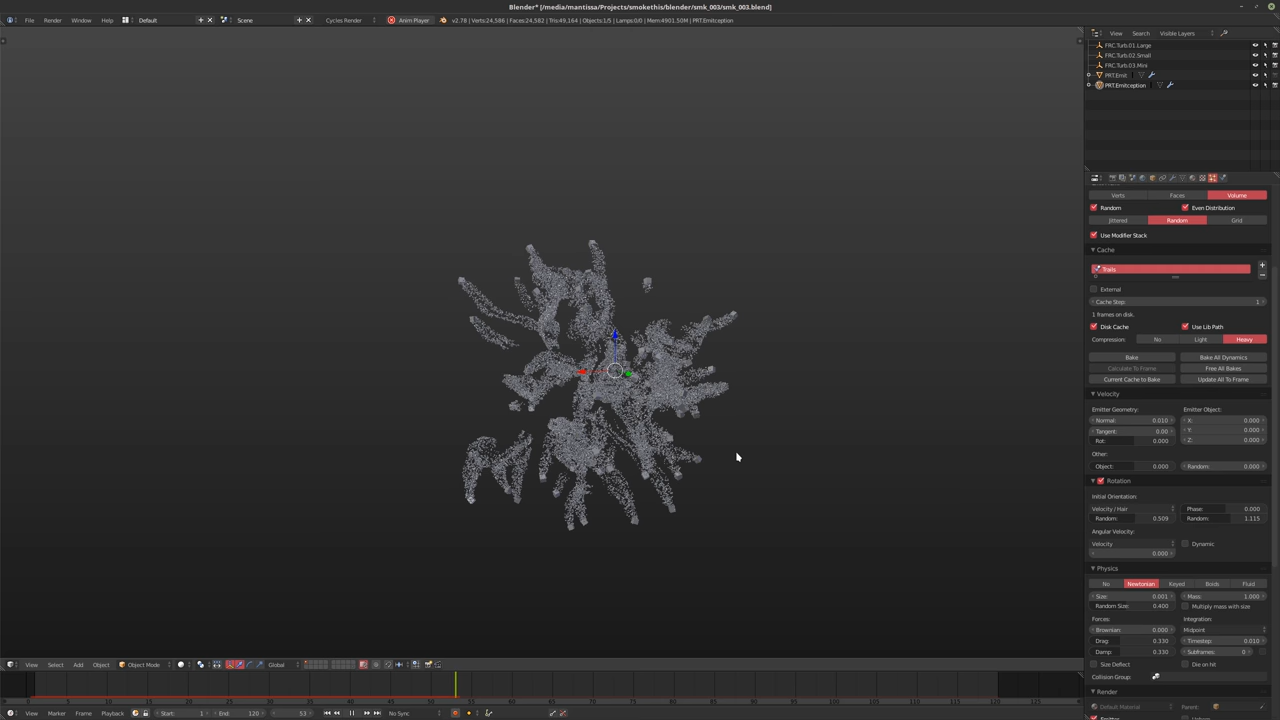 Blender* [/media/mantissa/Projects/smokethis/blender/smk_003/smk_003.blend]
File Render Window Help Default Scene Cycles Render Anim Player v2.78 | Verts:24,586 | Faces:24,582 | Tris:49,164 | Objects:1/5 | Lamps:0/0 | Mem:4901.50M | PRT.Emitception
View Search Visible Layers
FRC.Turb.01.Large
FRC.Turb.02.Small
FRC.Turb.03.Mini
PRT.Emit
PRT.Emitception
Verts Faces Volume
Random Even Distribution
Jittered Random Grid
Use Modifier Stack
Cache
Trails
External
Cache Step: 1
1 frames on disk.
Disk Cache Use Lib Path
Compression: No Light Heavy
Bake Bake All Dynamics
Calculate To Frame Free All Bakes
Current Cache to Bake Update All To Frame
Velocity
Emitter Geometry: Emitter Object:
Normal: 0.010 X: 0.000
Tangent: 0.00 Y: 0.000
Rot: 0.000 Z: 0.000
Other:
Object: 0.000 Random: 0.000
Rotation
Initial Orientation:
Velocity / Hair Phase: 0.000
Random: 0.509 Random: 1.115
Angular Velocity:
Velocity Dynamic
0.000
Physics
No Newtonian Keyed Boids Fluid
Size: 0.001 Mass: 1.000
Random Size: 0.400 Multiply mass with size
Forces: Integration:
Brownian: 0.000 Midpoint
Drag: 0.330 Timestep: 0.010
Damp: 0.330 Subframes: 0
Size Deflect Die on hit
Collision Group:
Render
Default Material Parent:
View Select Add Object Object Mode Global
View Marker Frame Playback Start: 1 End: 120 53 No Sync